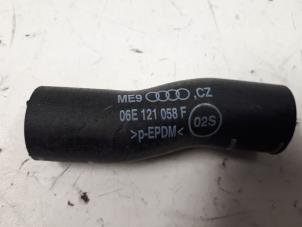 ME9 ,CZ
06E 121 058 F
>p-EPDM< 02S